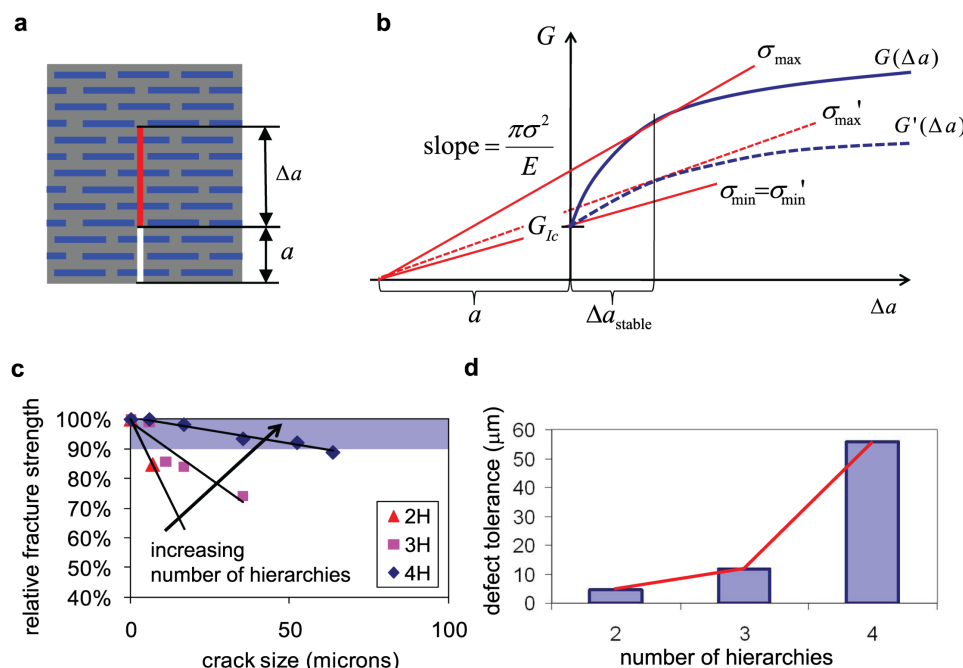 a
Δa
a
b
G
σmax
G(Δa)
slope = πσ²/E
σmax'
G'(Δa)
σmin=σmin'
GIc
a
Δastable
Δa
c
relative fracture strength
100%
90%
80%
70%
60%
50%
40%
increasing
number of hierarchies
2H
3H
4H
0
50
100
crack size (microns)
d
defect tolerance (μm)
60
50
40
30
20
10
0
2
3
4
number of hierarchies